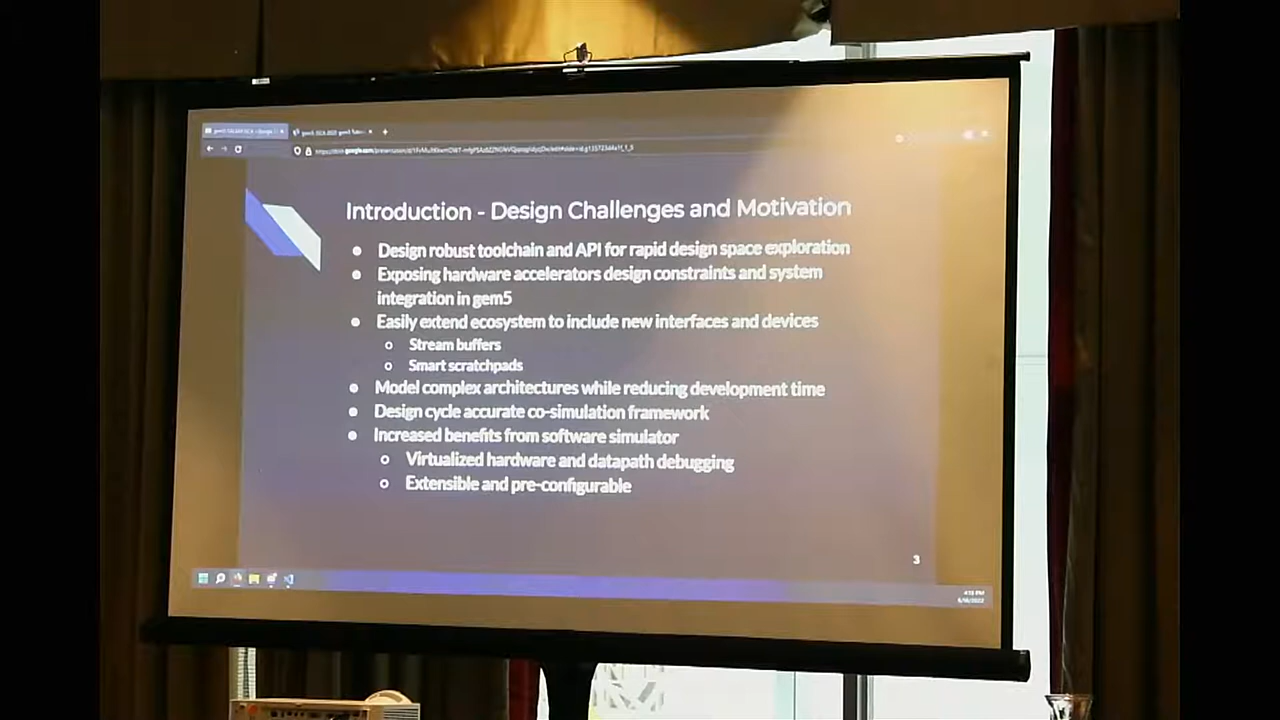 Introduction - Design Challenges and Motivation
● Design robust toolchain and API for rapid design space exploration
● Exposing hardware accelerators design constraints and system
integration in gem5
● Easily extend ecosystem to include new interfaces and devices
○ Stream buffers
○ Smart scratchpads
● Model complex architectures while reducing development time
● Design cycle accurate co-simulation framework
● Increased benefits from software simulator
○ Virtualized hardware and datapath debugging
○ Extensible and pre-configurable
3